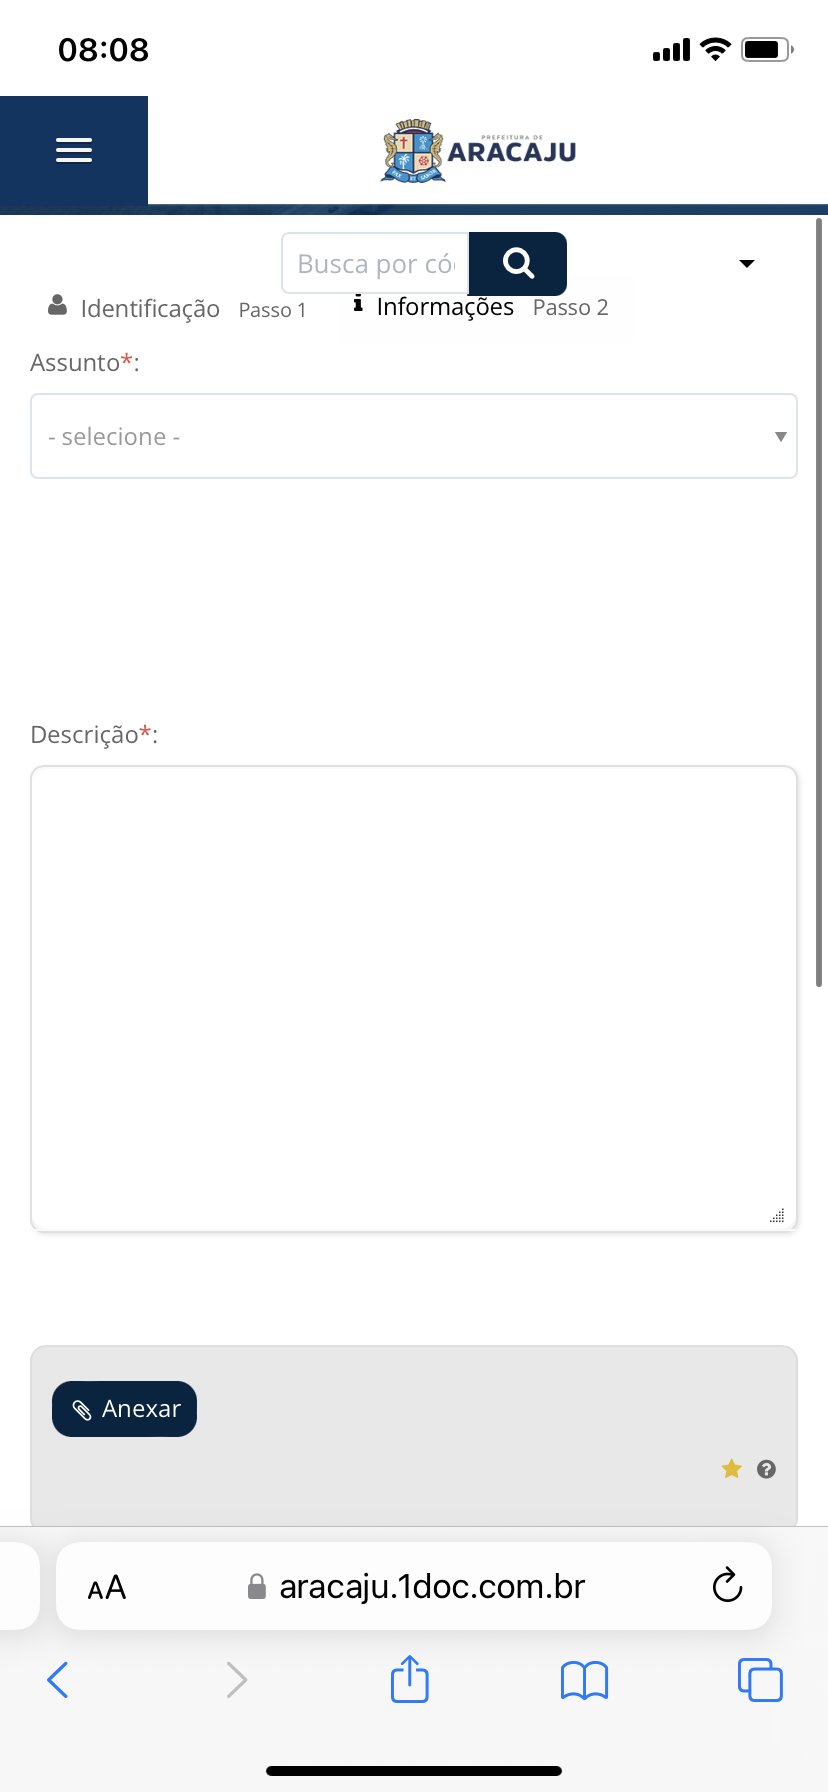 08:08
PREFEITURA DE
ARACAJU
Busca por có
Identificação Passo 1 Informações Passo 2
Assunto*:
- selecione -
Descrição*:
Anexar
AA aracaju.1doc.com.br